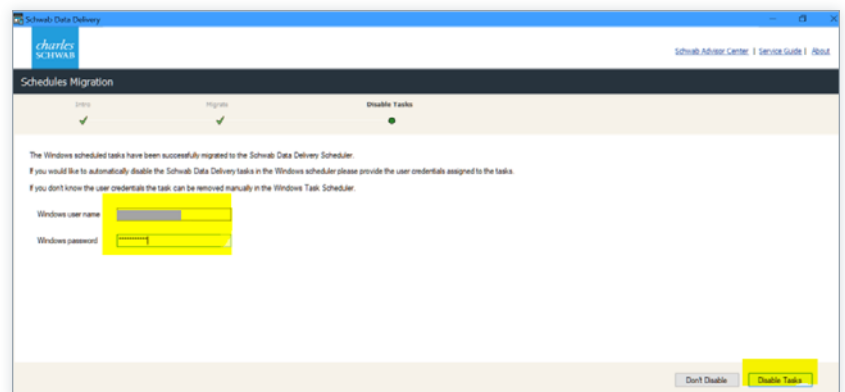 Schwab Data Delivery
charles
SCHWAB
Schwab Advisor Center | Service Guide | About
Schedules Migration
Intro Migrate Disable Tasks
The Windows scheduled tasks have been successfully migrated to the Schwab Data Delivery Scheduler.
If you would like to automatically disable the Schwab Data Delivery tasks in the Windows scheduler please provide the user credentials assigned to the tasks.
If you don't know the user credentials the task can be removed manually in the Windows Task Scheduler.
Windows user name
Windows password
Don't Disable Disable Tasks